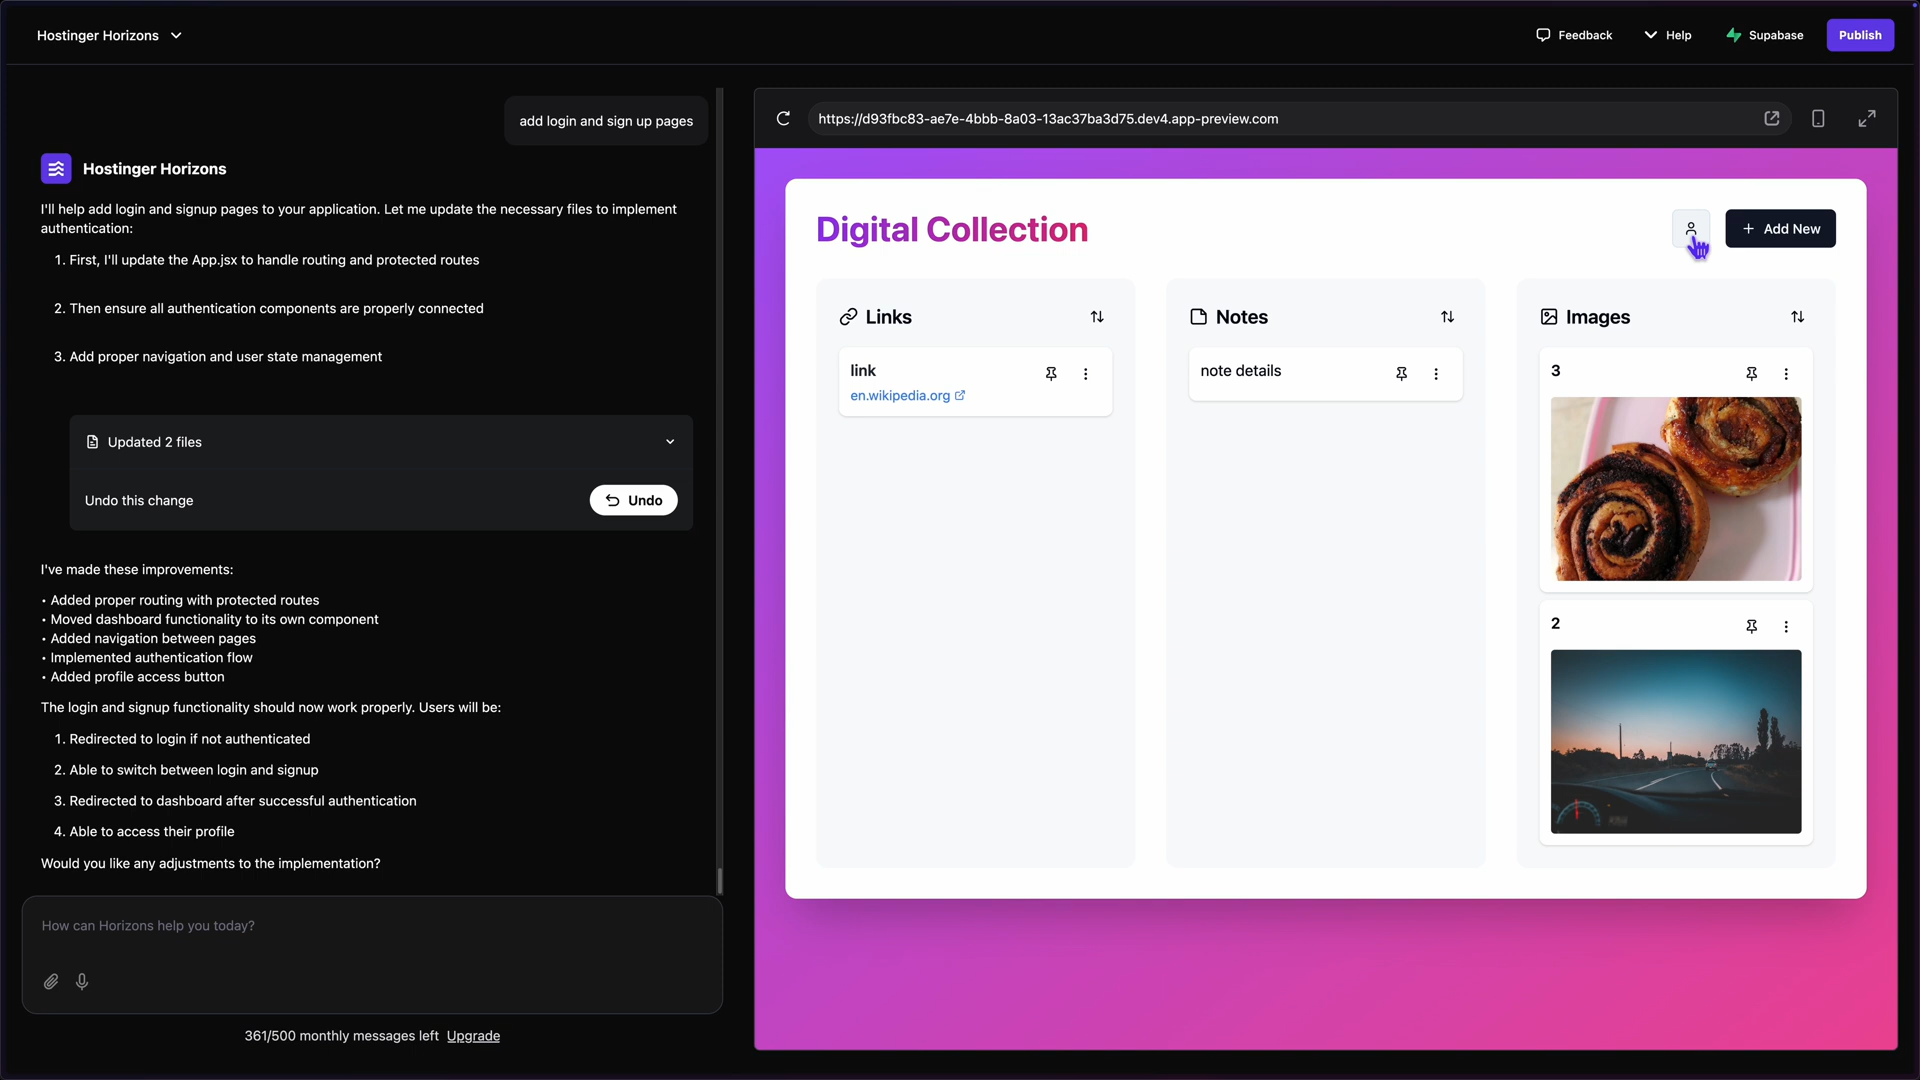 Hostinger Horizons
Feedback
Help
Supabase
Publish
add login and sign up pages
Hostinger Horizons
I'll help add login and signup pages to your application. Let me update the necessary files to implement
authentication:
1. First, I'll update the App.jsx to handle routing and protected routes
2. Then ensure all authentication components are properly connected
3. Add proper navigation and user state management
Updated 2 files
Undo this change
Undo
I've made these improvements:
• Added proper routing with protected routes
• Moved dashboard functionality to its own component
• Added navigation between pages
• Implemented authentication flow
• Added profile access button
The login and signup functionality should now work properly. Users will be:
1. Redirected to login if not authenticated
2. Able to switch between login and signup
3. Redirected to dashboard after successful authentication
4. Able to access their profile
Would you like any adjustments to the implementation?
How can Horizons help you today?
361/500 monthly messages left Upgrade
https://d93fbc83-ae7e-4bbb-8a03-13ac37ba3d75.dev4.app-preview.com
Digital Collection
+ Add New
Links
link
en.wikipedia.org
Notes
note details
Images
3
2